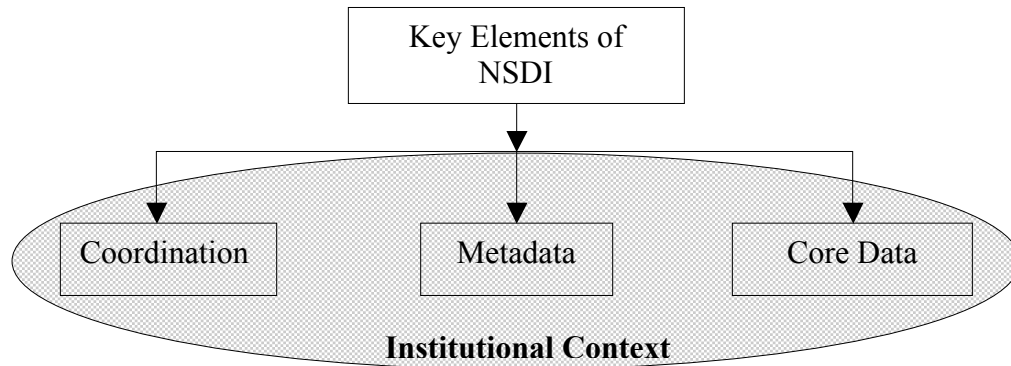 Key Elements of
NSDI
Coordination
Metadata
Core Data
Institutional Context